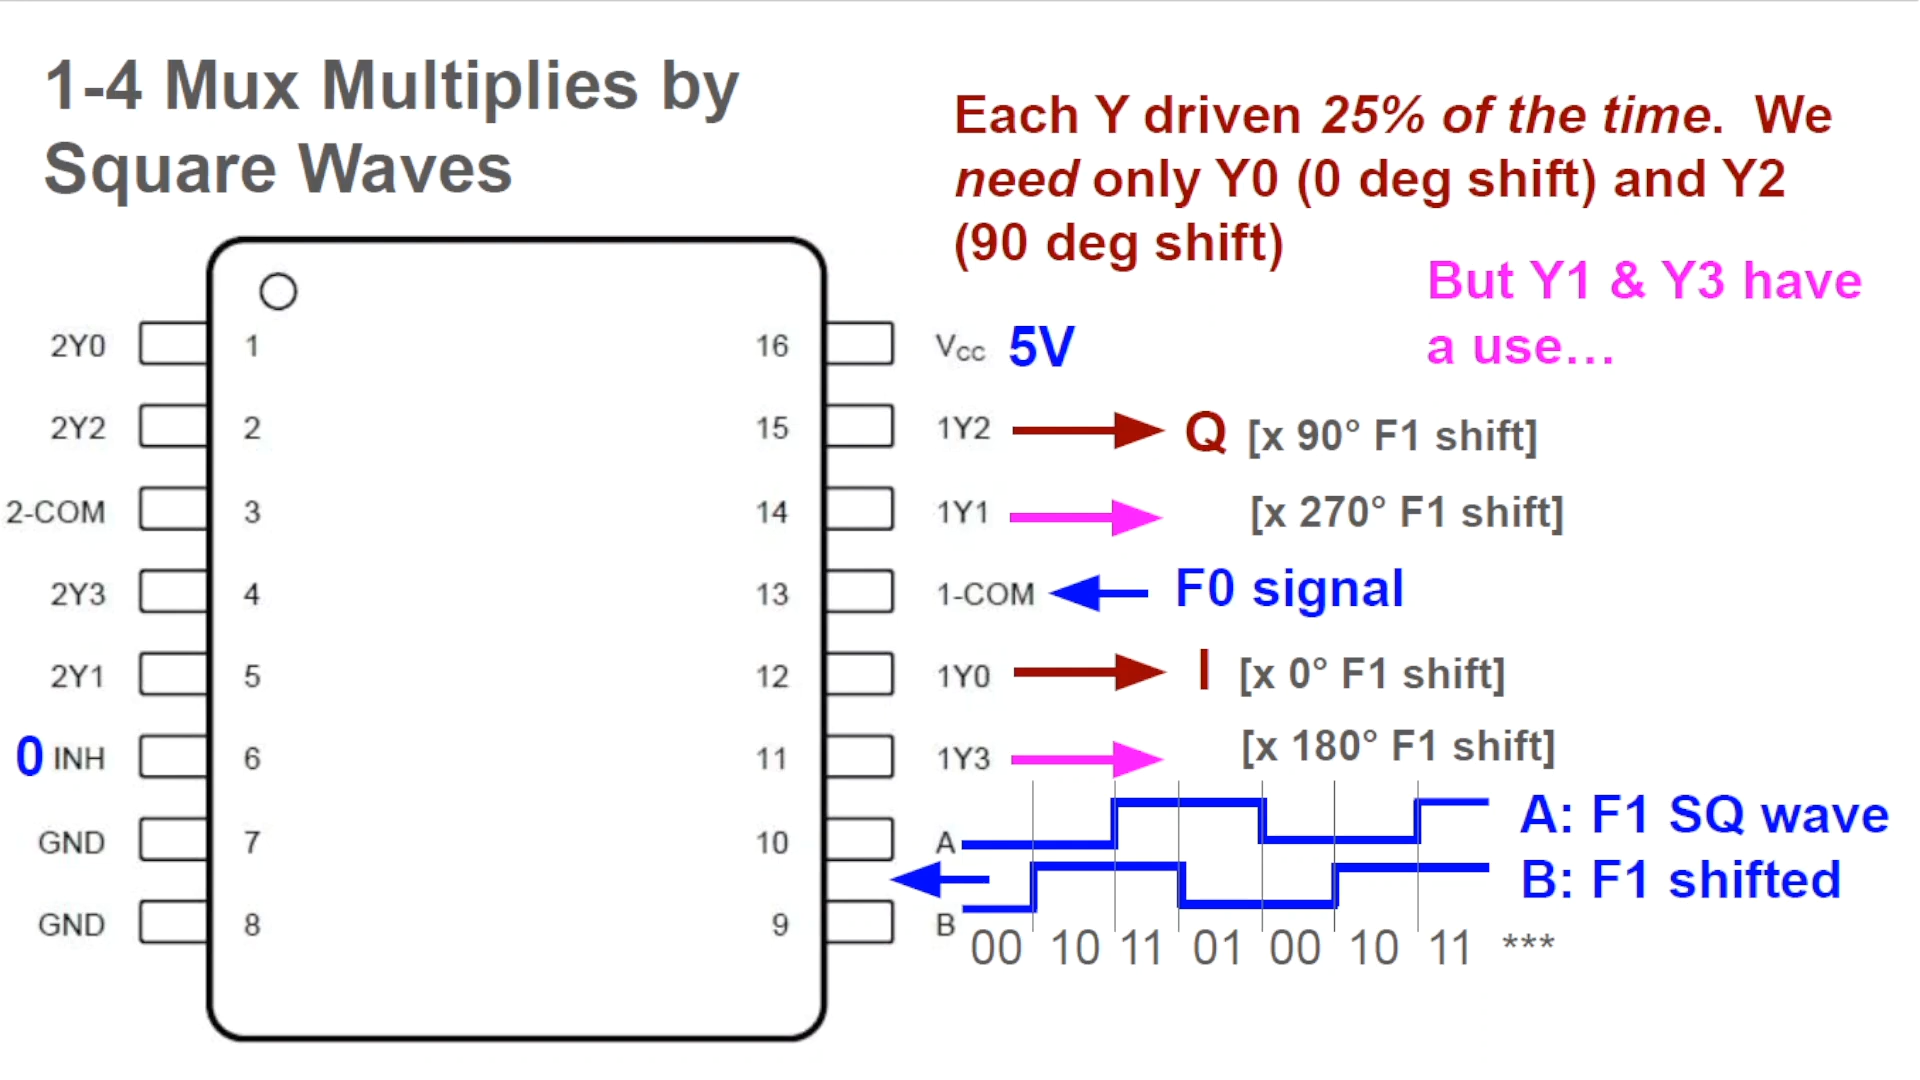 1-4 Mux Multiplies by
Square Waves
Each Y driven 25% of the time. We
need only Y0 (0 deg shift) and Y2
(90 deg shift)
But Y1 & Y3 have
a use…
2Y0 1 16 VCC 5V
2Y2 2 15 1Y2 Q [x 90° F1 shift]
2-COM 3 14 1Y1 [x 270° F1 shift]
2Y3 4 13 1-COM F0 signal
2Y1 5 12 1Y0 I [x 0° F1 shift]
0 INH 6 11 1Y3 [x 180° F1 shift]
GND 7 10 A A: F1 SQ wave
B: F1 shifted
GND 8 9 B
00 10 11 01 00 10 11 ***